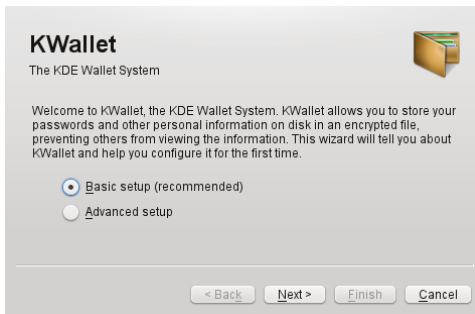 KWallet
The KDE Wallet System
Welcome to KWallet, the KDE Wallet System. KWallet allows you to store your
passwords and other personal information on disk in an encrypted file,
preventing others from viewing the information. This wizard will tell you about
KWallet and help you configure it for the first time.
Basic setup (recommended)
Advanced setup
< Back Next > Finish Cancel